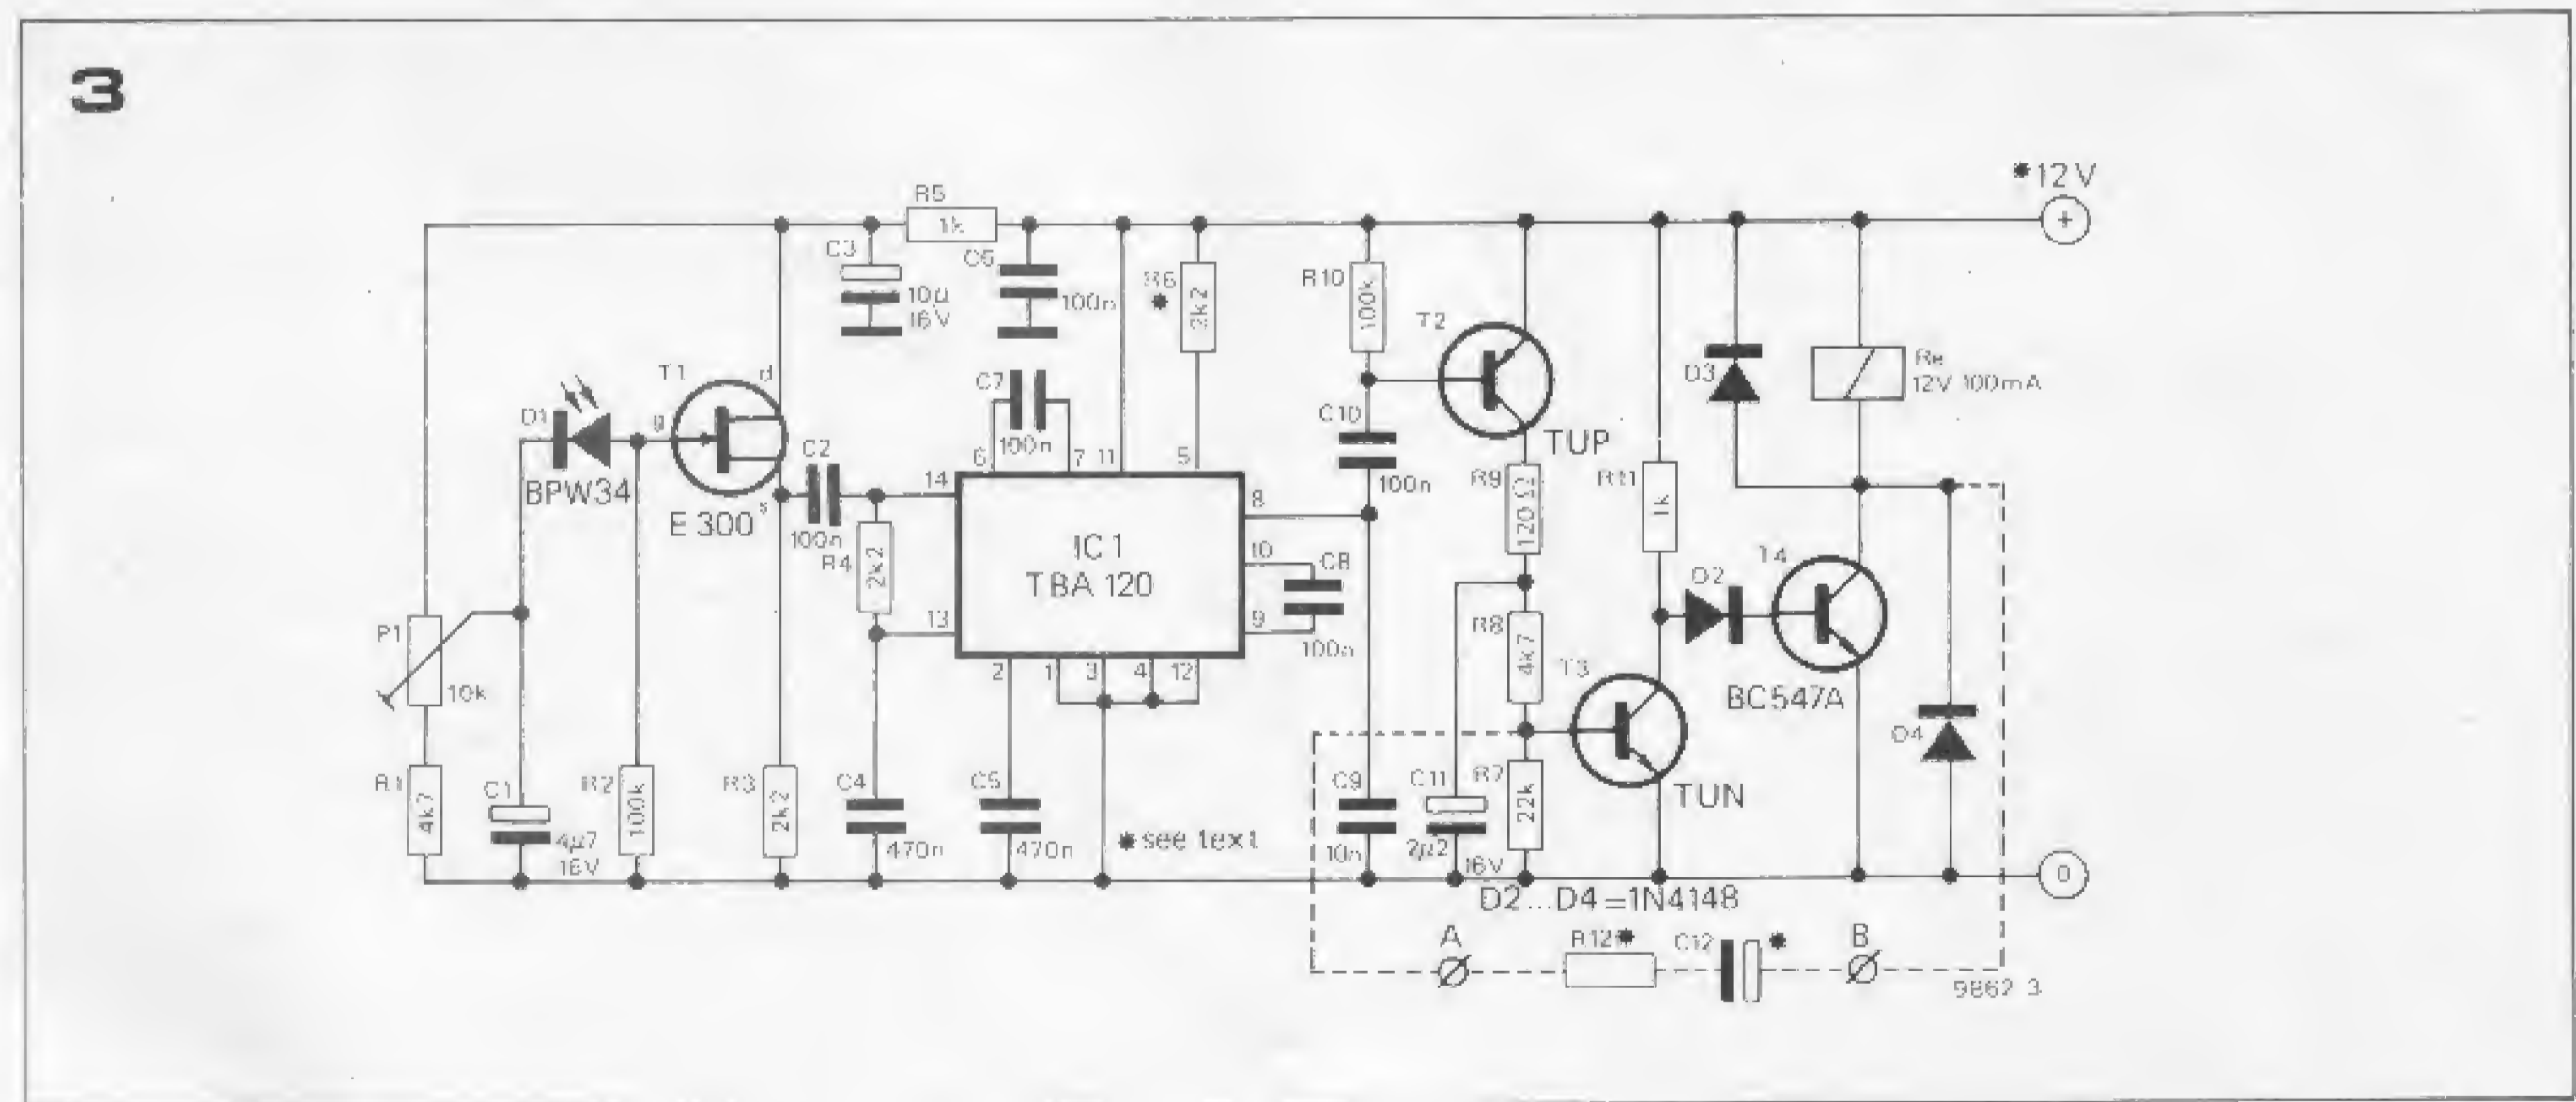 3
*12V
+
R5
1k
C3
10µ
16V
C6
100n
R6
*
R10
100k
T2
TUP
D3
Re
12V 100mA
T1
d
g
s
E300
D1
BPW34
C7
100n
6
7
11
5
C2
100n
R4
2k2
14
13
IC1
TBA 120
8
10
9
C8
100n
2
1
3
4
12
C10
100n
R9
120Ω
R11
1k
D2
T4
BC547A
R8
4k7
T3
TUN
D4
P1
10k
R1
4k7
C1
4µ7
16V
R2
100k
R3
2k2
C4
470n
C5
470n
*see text
C9
10n
C11
2µ2
16V
R7
22k
0
D2...D4=1N4148
A
R12*
C12
*
B
9862 3